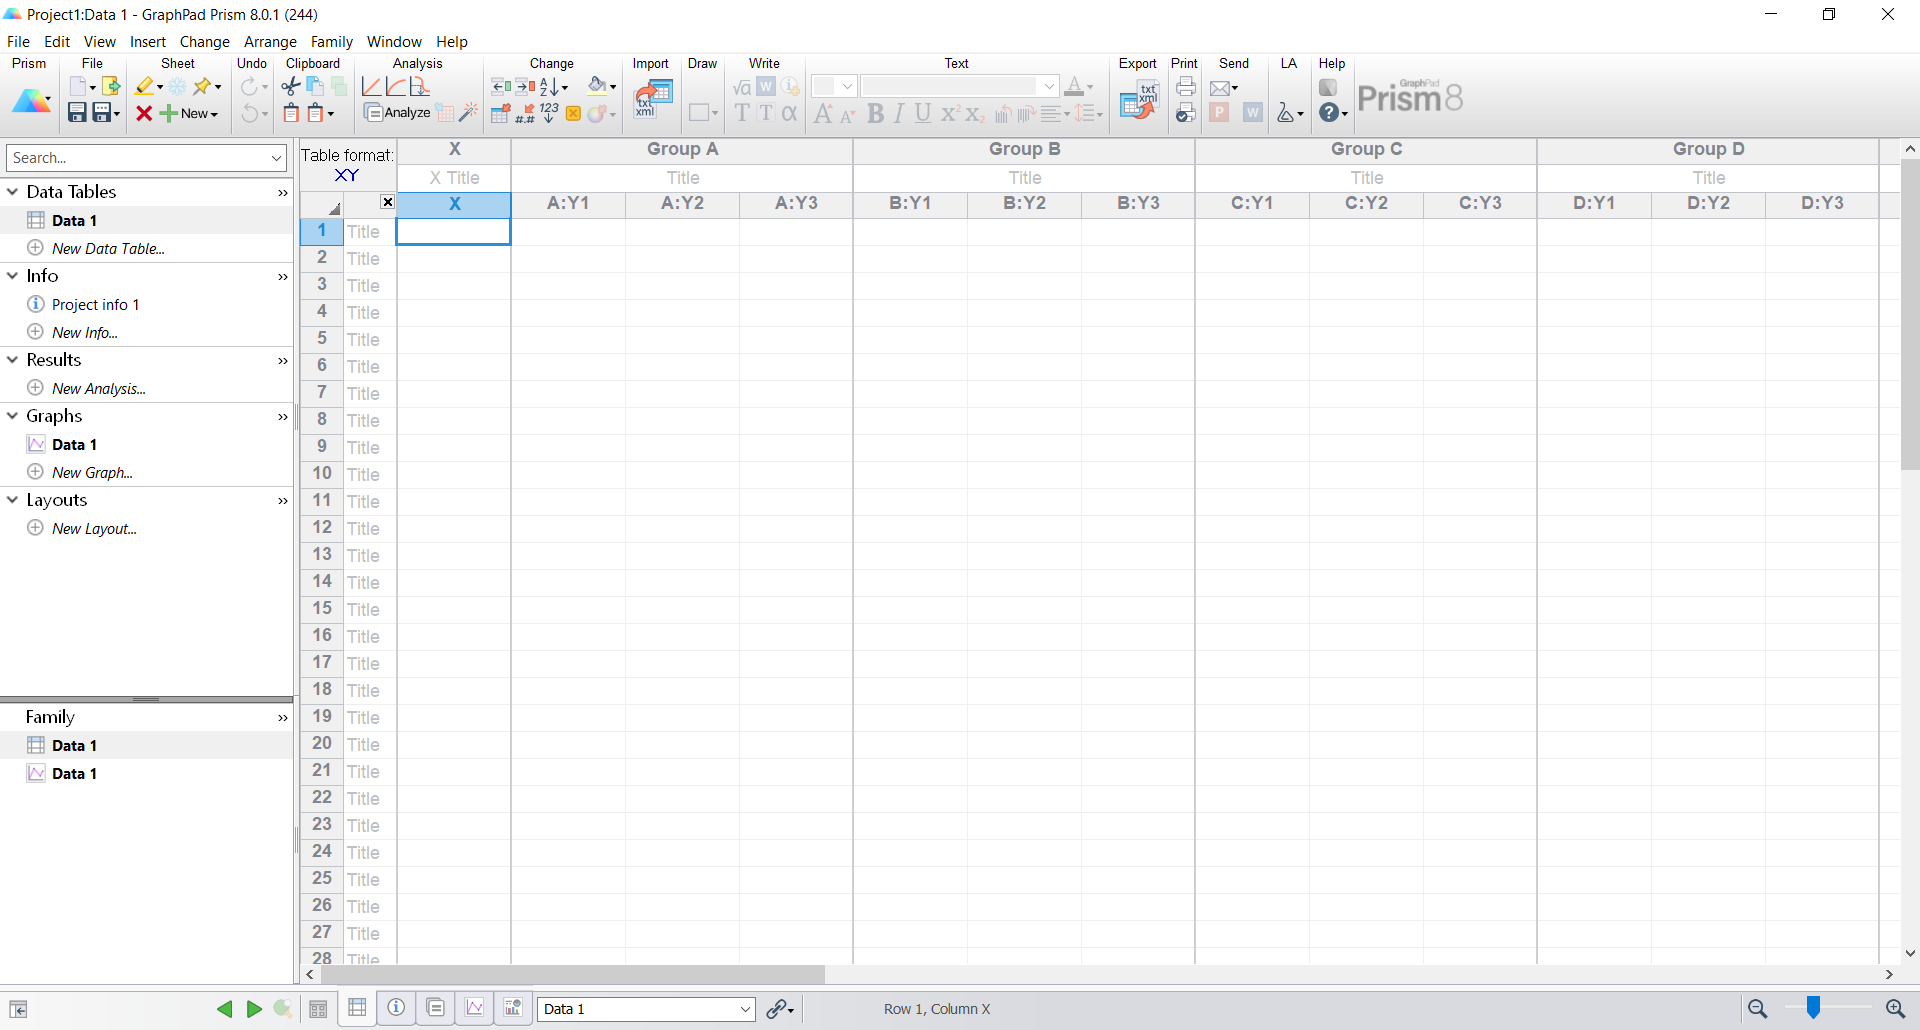 Project1:Data 1 - GraphPad Prism 8.0.1 (244)
File Edit View Insert Change Arrange Family Window Help
Prism File Sheet Undo Clipboard Analysis Change Import Draw Write Text Export Print Send LA Help
New
Analyze
GraphPad
Prism 8
Search...
Data Tables
Data 1
New Data Table...
Info
Project info 1
New Info...
Results
New Analysis...
Graphs
Data 1
New Graph...
Layouts
New Layout...
Family
Data 1
Data 1
Table format:
XY
X Group A Group B Group C Group D
X Title Title Title Title Title
X A:Y1 A:Y2 A:Y3 B:Y1 B:Y2 B:Y3 C:Y1 C:Y2 C:Y3 D:Y1 D:Y2 D:Y3
1 Title
2 Title
3 Title
4 Title
5 Title
6 Title
7 Title
8 Title
9 Title
10 Title
11 Title
12 Title
13 Title
14 Title
15 Title
16 Title
17 Title
18 Title
19 Title
20 Title
21 Title
22 Title
23 Title
24 Title
25 Title
26 Title
27 Title
28 Title
Data 1
Row 1, Column X